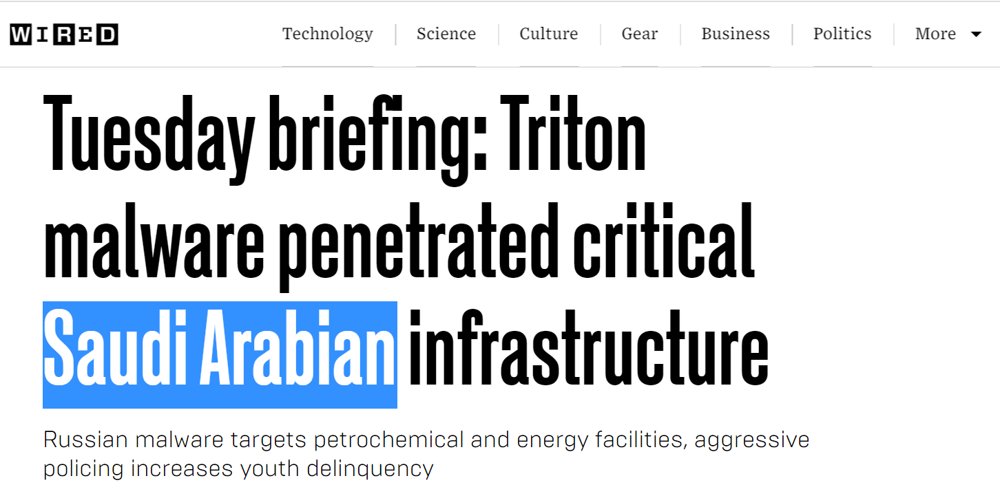 WIRED
Technology
Science
Culture
Gear
Business
Politics
More
Tuesday briefing: Triton
malware penetrated critical
Saudi Arabian infrastructure
Russian malware targets petrochemical and energy facilities, aggressive
policing increases youth delinquency